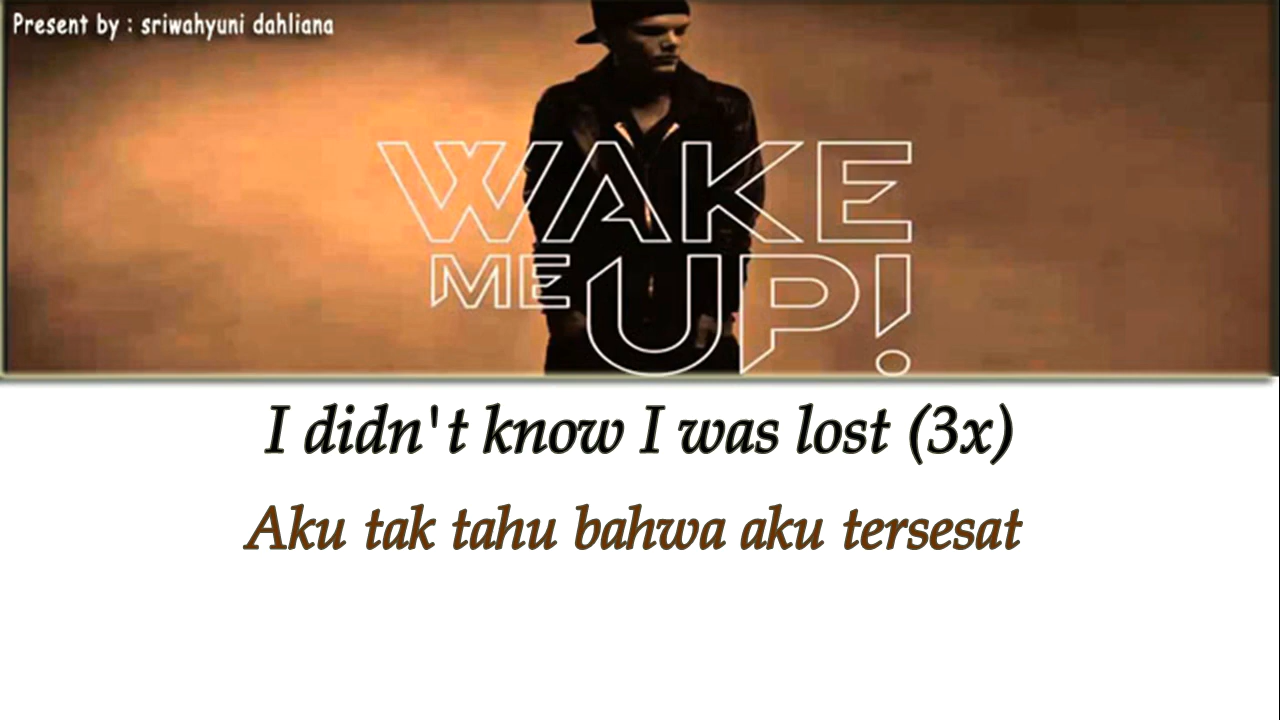 Present by : sriwahyuni dahliana
WAKE
ME UP!
I didn't know I was lost (3x)
Aku tak tahu bahwa aku tersesat